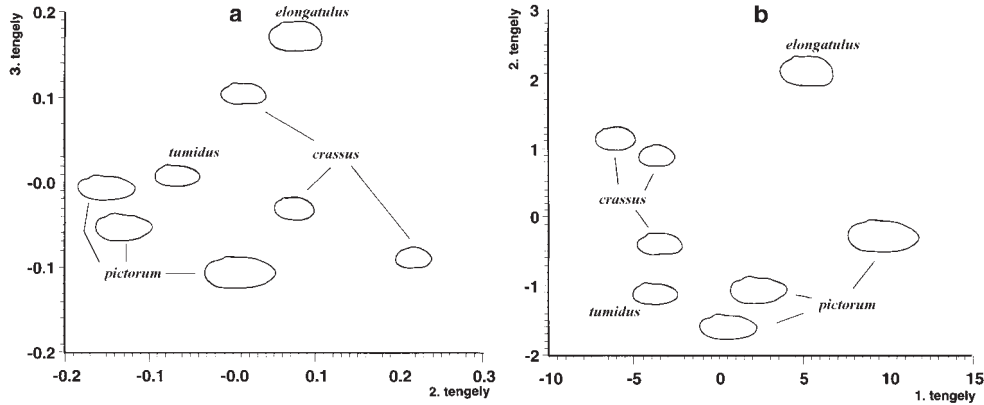 a
3. tengely
0.2
0.1
-0.0
-0.1
-0.2
elongatulus
tumidus
crassus
pictorum
-0.2 -0.1 -0.0 0.1 0.2 0.3
2. tengely
b
2. tengely
3
2
1
0
-1
-2
elongatulus
crassus
tumidus
pictorum
-10 -5 0 5 10 15
1. tengely